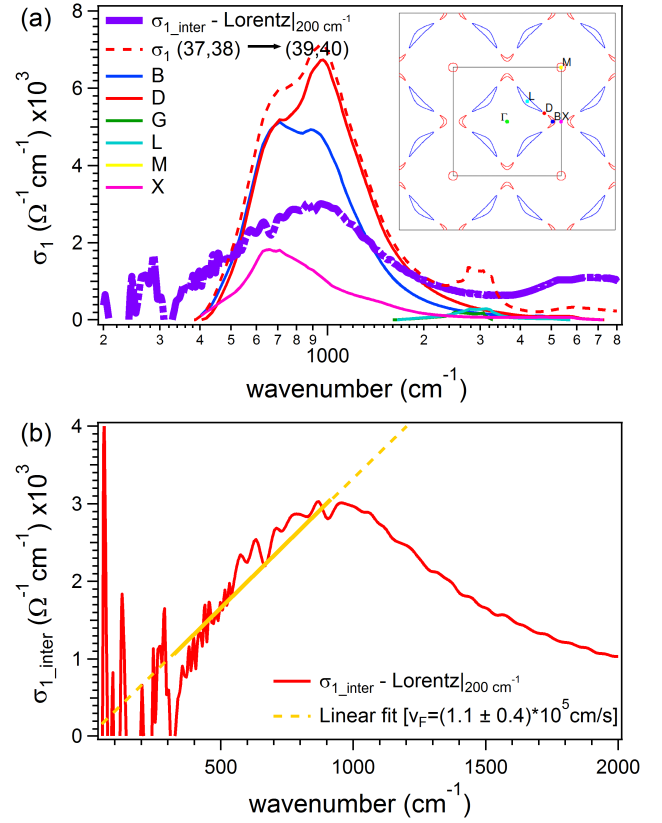 (a)
σ1_inter - Lorentz|200 cm-1
σ1 (37,38) → (39,40)
B
D
G
L
M
X
M
L
D
Γ
B X
σ1 (Ω-1 cm-1) x103
8
6
4
2
0
2 3 4 5 6 7 8 9 1000 2 3 4 5 6 7 8
wavenumber (cm-1)
(b)
σ1_inter (Ω-1 cm-1) x103
4
3
2
1
0
σ1_inter - Lorentz|200 cm-1
Linear fit [vF=(1.1 ± 0.4)*105cm/s]
500 1000 1500 2000
wavenumber (cm-1)